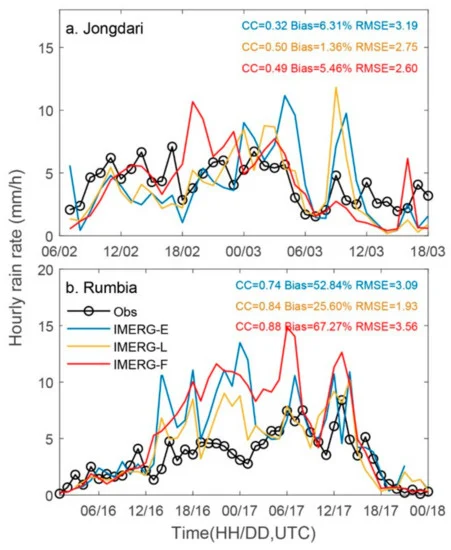 a. Jongdari
CC=0.32 Bias=6.31% RMSE=3.19
CC=0.50 Bias=1.36% RMSE=2.75
CC=0.49 Bias=5.46% RMSE=2.60
15
10
5
0
06/02 12/02 18/02 00/03 06/03 12/03 18/03
Hourly rain rate (mm/h)
b. Rumbia
CC=0.74 Bias=52.84% RMSE=3.09
CC=0.84 Bias=25.60% RMSE=1.93
CC=0.88 Bias=67.27% RMSE=3.56
Obs
IMERG-E
IMERG-L
IMERG-F
20
15
10
5
0
06/16 12/16 18/16 00/17 06/17 12/17 18/17 00/18
Time(HH/DD,UTC)